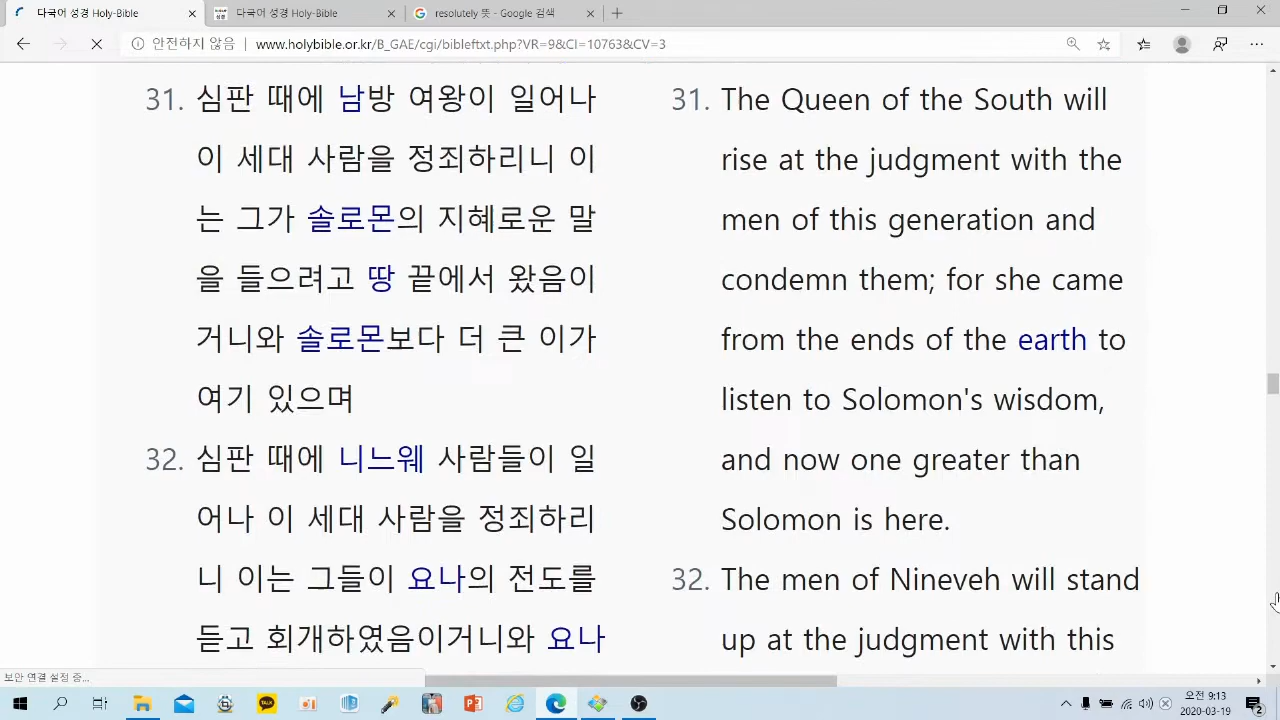 다국어 성경 Holy-Bible
다국어 성경 Holy-Bible
resolutely 뜻 - Google 검색
안전하지 않음
www.holybible.or.kr/B_GAE/cgi/bibleftxt.php?VR=9&CI=10763&CV=3
31. 심판 때에 남방 여왕이 일어나
이 세대 사람을 정죄하리니 이
는 그가 솔로몬의 지혜로운 말
을 들으려고 땅 끝에서 왔음이
거니와 솔로몬보다 더 큰 이가
여기 있으며
32. 심판 때에 니느웨 사람들이 일
어나 이 세대 사람을 정죄하리
니 이는 그들이 요나의 전도를
듣고 회개하였음이거니와 요나
31. The Queen of the South will
rise at the judgment with the
men of this generation and
condemn them; for she came
from the ends of the earth to
listen to Solomon's wisdom,
and now one greater than
Solomon is here.
32. The men of Nineveh will stand
up at the judgment with this
보안 연결 설정 중...
TALK
오전 9:13
2020-03-19
2